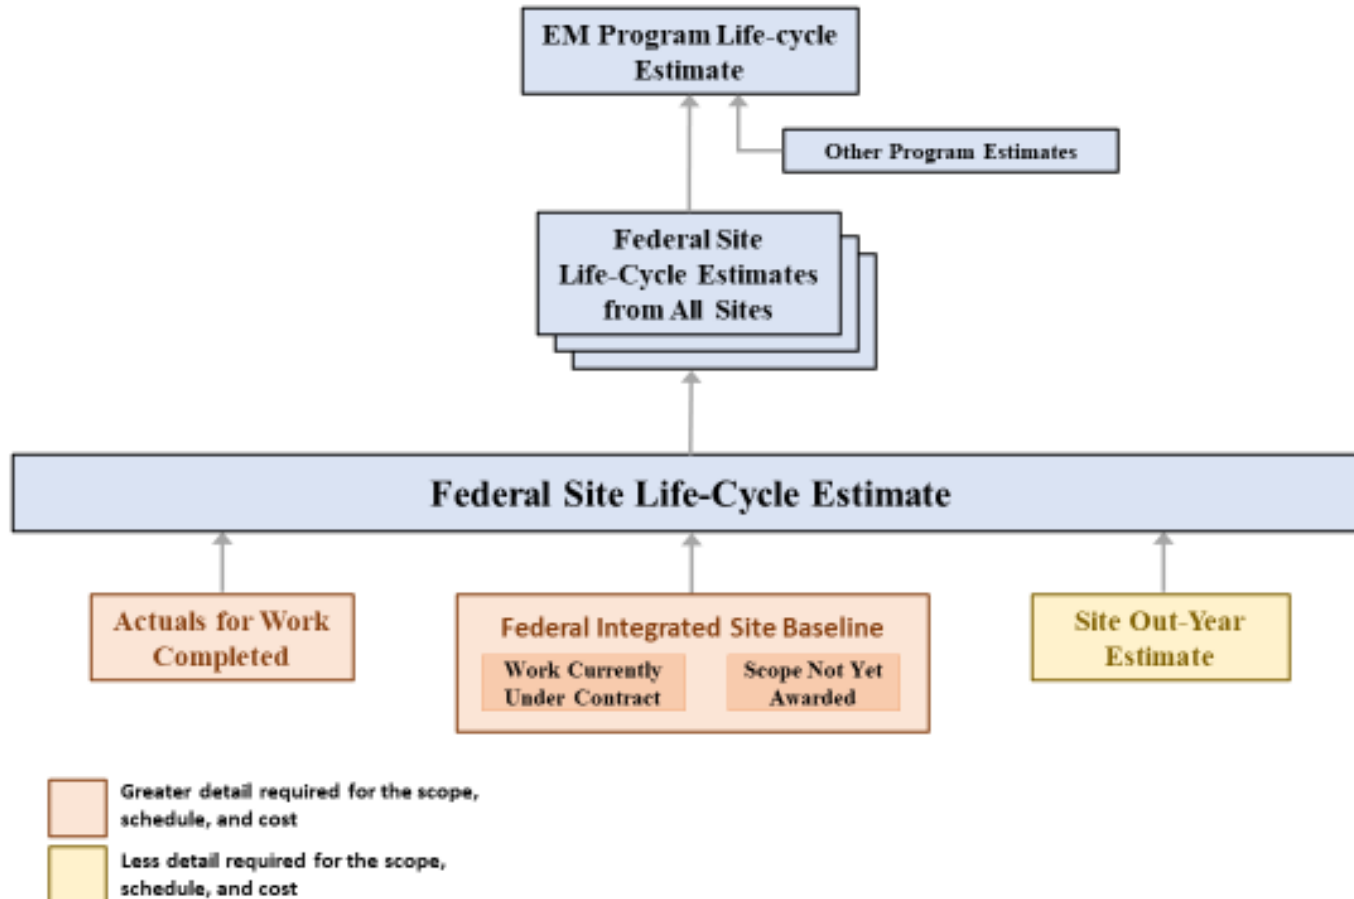 EM Program Life-cycle
Estimate
Other Program Estimates
Federal Site
Life-Cycle Estimates
from All Sites
Federal Site Life-Cycle Estimate
Actuals for Work
Completed
Federal Integrated Site Baseline
Work Currently
Under Contract
Scope Not Yet
Awarded
Site Out-Year
Estimate
Greater detail required for the scope,
schedule, and cost
Less detail required for the scope,
schedule, and cost